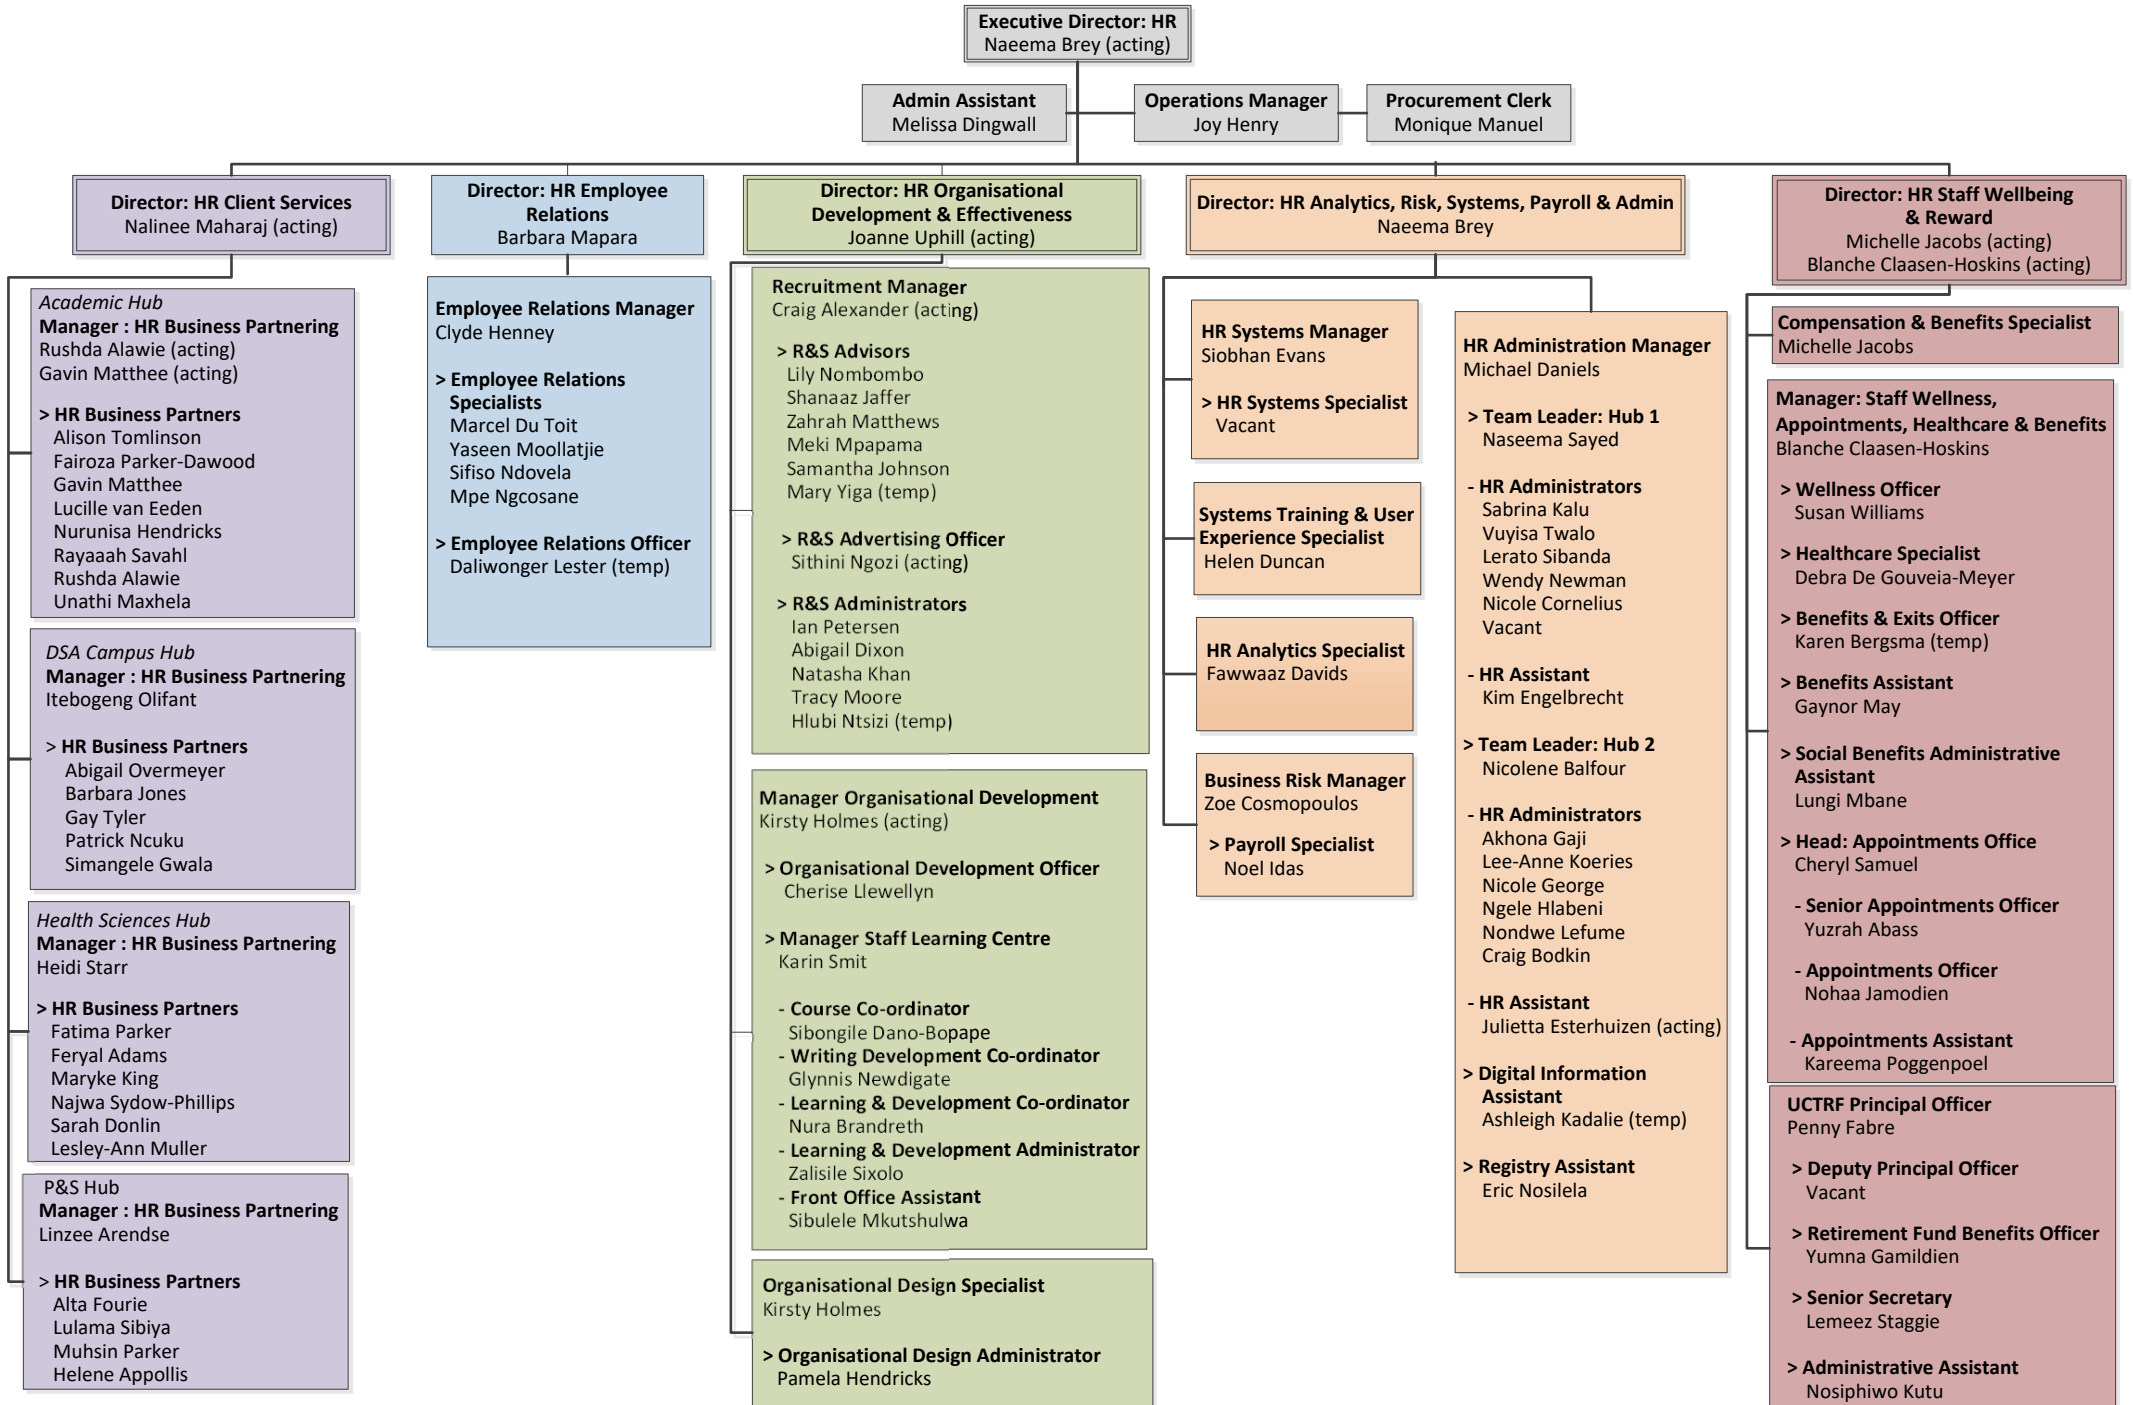 Executive Director: HR
Naeema Brey (acting)
Admin Assistant
Melissa Dingwall
Operations Manager
Joy Henry
Procurement Clerk
Monique Manuel
Director: HR Client Services
Nalinee Maharaj (acting)
Academic Hub
Manager : HR Business Partnering
Rushda Alawie (acting)
Gavin Matthee (acting)
> HR Business Partners
Alison Tomlinson
Fairoza Parker-Dawood
Gavin Matthee
Lucille van Eeden
Nurunisa Hendricks
Rayaaah Savahl
Rushda Alawie
Unathi Maxhela
DSA Campus Hub
Manager : HR Business Partnering
Itebogeng Olifant
> HR Business Partners
Abigail Overmeyer
Barbara Jones
Gay Tyler
Patrick Ncuku
Simangele Gwala
Health Sciences Hub
Manager : HR Business Partnering
Heidi Starr
> HR Business Partners
Fatima Parker
Feryal Adams
Maryke King
Najwa Sydow-Phillips
Sarah Donlin
Lesley-Ann Muller
P&S Hub
Manager : HR Business Partnering
Linzee Arendse
> HR Business Partners
Alta Fourie
Lulama Sibiya
Muhsin Parker
Helene Appollis
Director: HR Employee
Relations
Barbara Mapara
Employee Relations Manager
Clyde Henney
> Employee Relations
Specialists
Marcel Du Toit
Yaseen Moollatjie
Sifiso Ndovela
Mpe Ngcosane
> Employee Relations Officer
Daliwonger Lester (temp)
Director: HR Organisational
Development & Effectiveness
Joanne Uphill (acting)
Recruitment Manager
Craig Alexander (acting)
> R&S Advisors
Lily Nombombo
Shanaaz Jaffer
Zahrah Matthews
Meki Mpapama
Samantha Johnson
Mary Yiga (temp)
> R&S Advertising Officer
Sithini Ngozi (acting)
> R&S Administrators
Ian Petersen
Abigail Dixon
Natasha Khan
Tracy Moore
Hlubi Ntsizi (temp)
Manager Organisational Development
Kirsty Holmes (acting)
> Organisational Development Officer
Cherise Llewellyn
> Manager Staff Learning Centre
Karin Smit
- Course Co-ordinator
Sibongile Dano-Bopape
- Writing Development Co-ordinator
Glynnis Newdigate
- Learning & Development Co-ordinator
Nura Brandreth
- Learning & Development Administrator
Zalisile Sixolo
- Front Office Assistant
Sibulele Mkutshulwa
Organisational Design Specialist
Kirsty Holmes
> Organisational Design Administrator
Pamela Hendricks
Director: HR Analytics, Risk, Systems, Payroll & Admin
Naeema Brey
HR Systems Manager
Siobhan Evans
> HR Systems Specialist
Vacant
Systems Training & User
Experience Specialist
Helen Duncan
HR Analytics Specialist
Fawwaaz Davids
Business Risk Manager
Zoe Cosmopoulos
> Payroll Specialist
Noel Idas
HR Administration Manager
Michael Daniels
> Team Leader: Hub 1
Naseema Sayed
- HR Administrators
Sabrina Kalu
Vuyisa Twalo
Lerato Sibanda
Wendy Newman
Nicole Cornelius
Vacant
- HR Assistant
Kim Engelbrecht
> Team Leader: Hub 2
Nicolene Balfour
- HR Administrators
Akhona Gaji
Lee-Anne Koeries
Nicole George
Ngele Hlabeni
Nondwe Lefume
Craig Bodkin
- HR Assistant
Julietta Esterhuizen (acting)
> Digital Information
Assistant
Ashleigh Kadalie (temp)
> Registry Assistant
Eric Nosilela
Director: HR Staff Wellbeing
& Reward
Michelle Jacobs (acting)
Blanche Claasen-Hoskins (acting)
Compensation & Benefits Specialist
Michelle Jacobs
Manager: Staff Wellness,
Appointments, Healthcare & Benefits
Blanche Claasen-Hoskins
> Wellness Officer
Susan Williams
> Healthcare Specialist
Debra De Gouveia-Meyer
> Benefits & Exits Officer
Karen Bergsma (temp)
> Benefits Assistant
Gaynor May
> Social Benefits Administrative
Assistant
Lungi Mbane
> Head: Appointments Office
Cheryl Samuel
- Senior Appointments Officer
Yuzrah Abass
- Appointments Officer
Nohaa Jamodien
- Appointments Assistant
Kareema Poggenpoel
UCTRF Principal Officer
Penny Fabre
> Deputy Principal Officer
Vacant
> Retirement Fund Benefits Officer
Yumna Gamildien
> Senior Secretary
Lemeez Staggie
> Administrative Assistant
Nosiphiwo Kutu